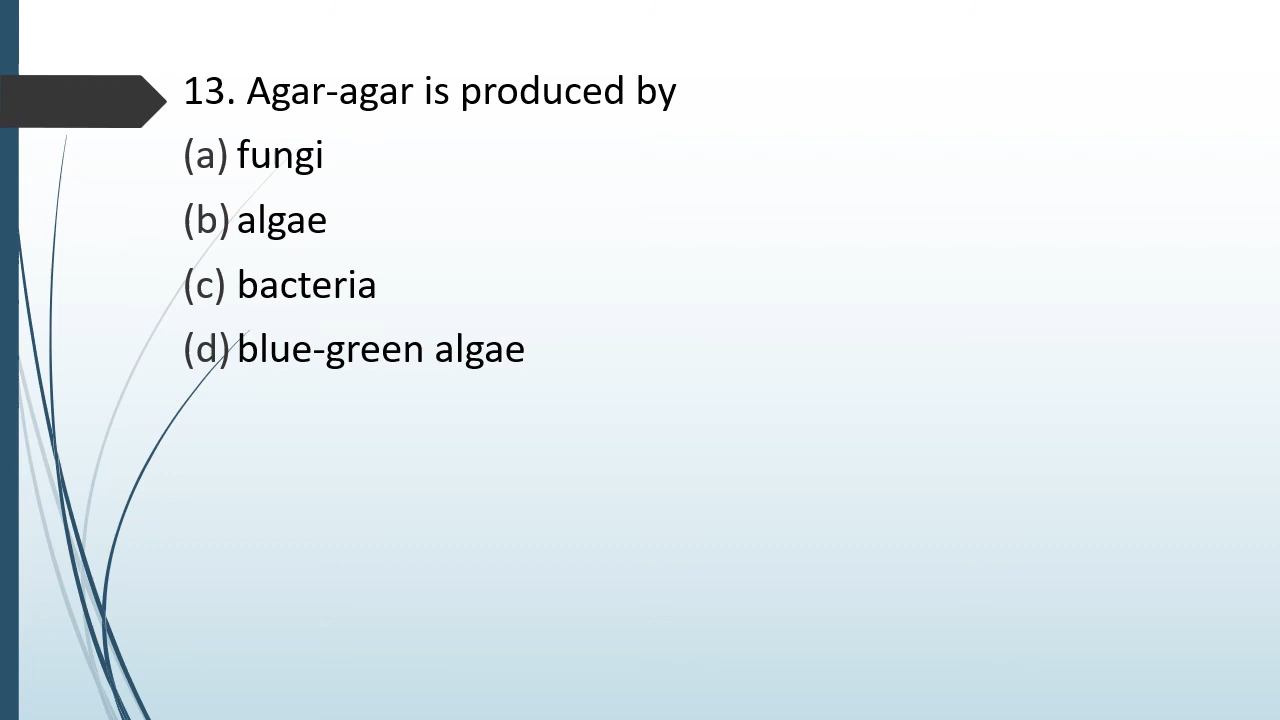 13. Agar-agar is produced by
(a) fungi
(b) algae
(c) bacteria
(d) blue-green algae